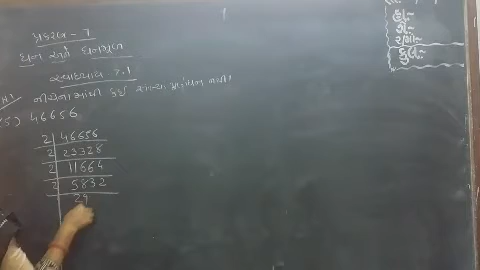 પ્રકરણ - 7
ઘન અને ઘનમૂળ
સ્વાધ્યાય 7.1
નીચેનામાંથી કઈ સંખ્યા પૂર્ણઘન નથી?
(5) 46656
2 | 46656
2 | 23328
2 | 11664
2 | 5832
29
હા.-
ગે.-
કુલ.-